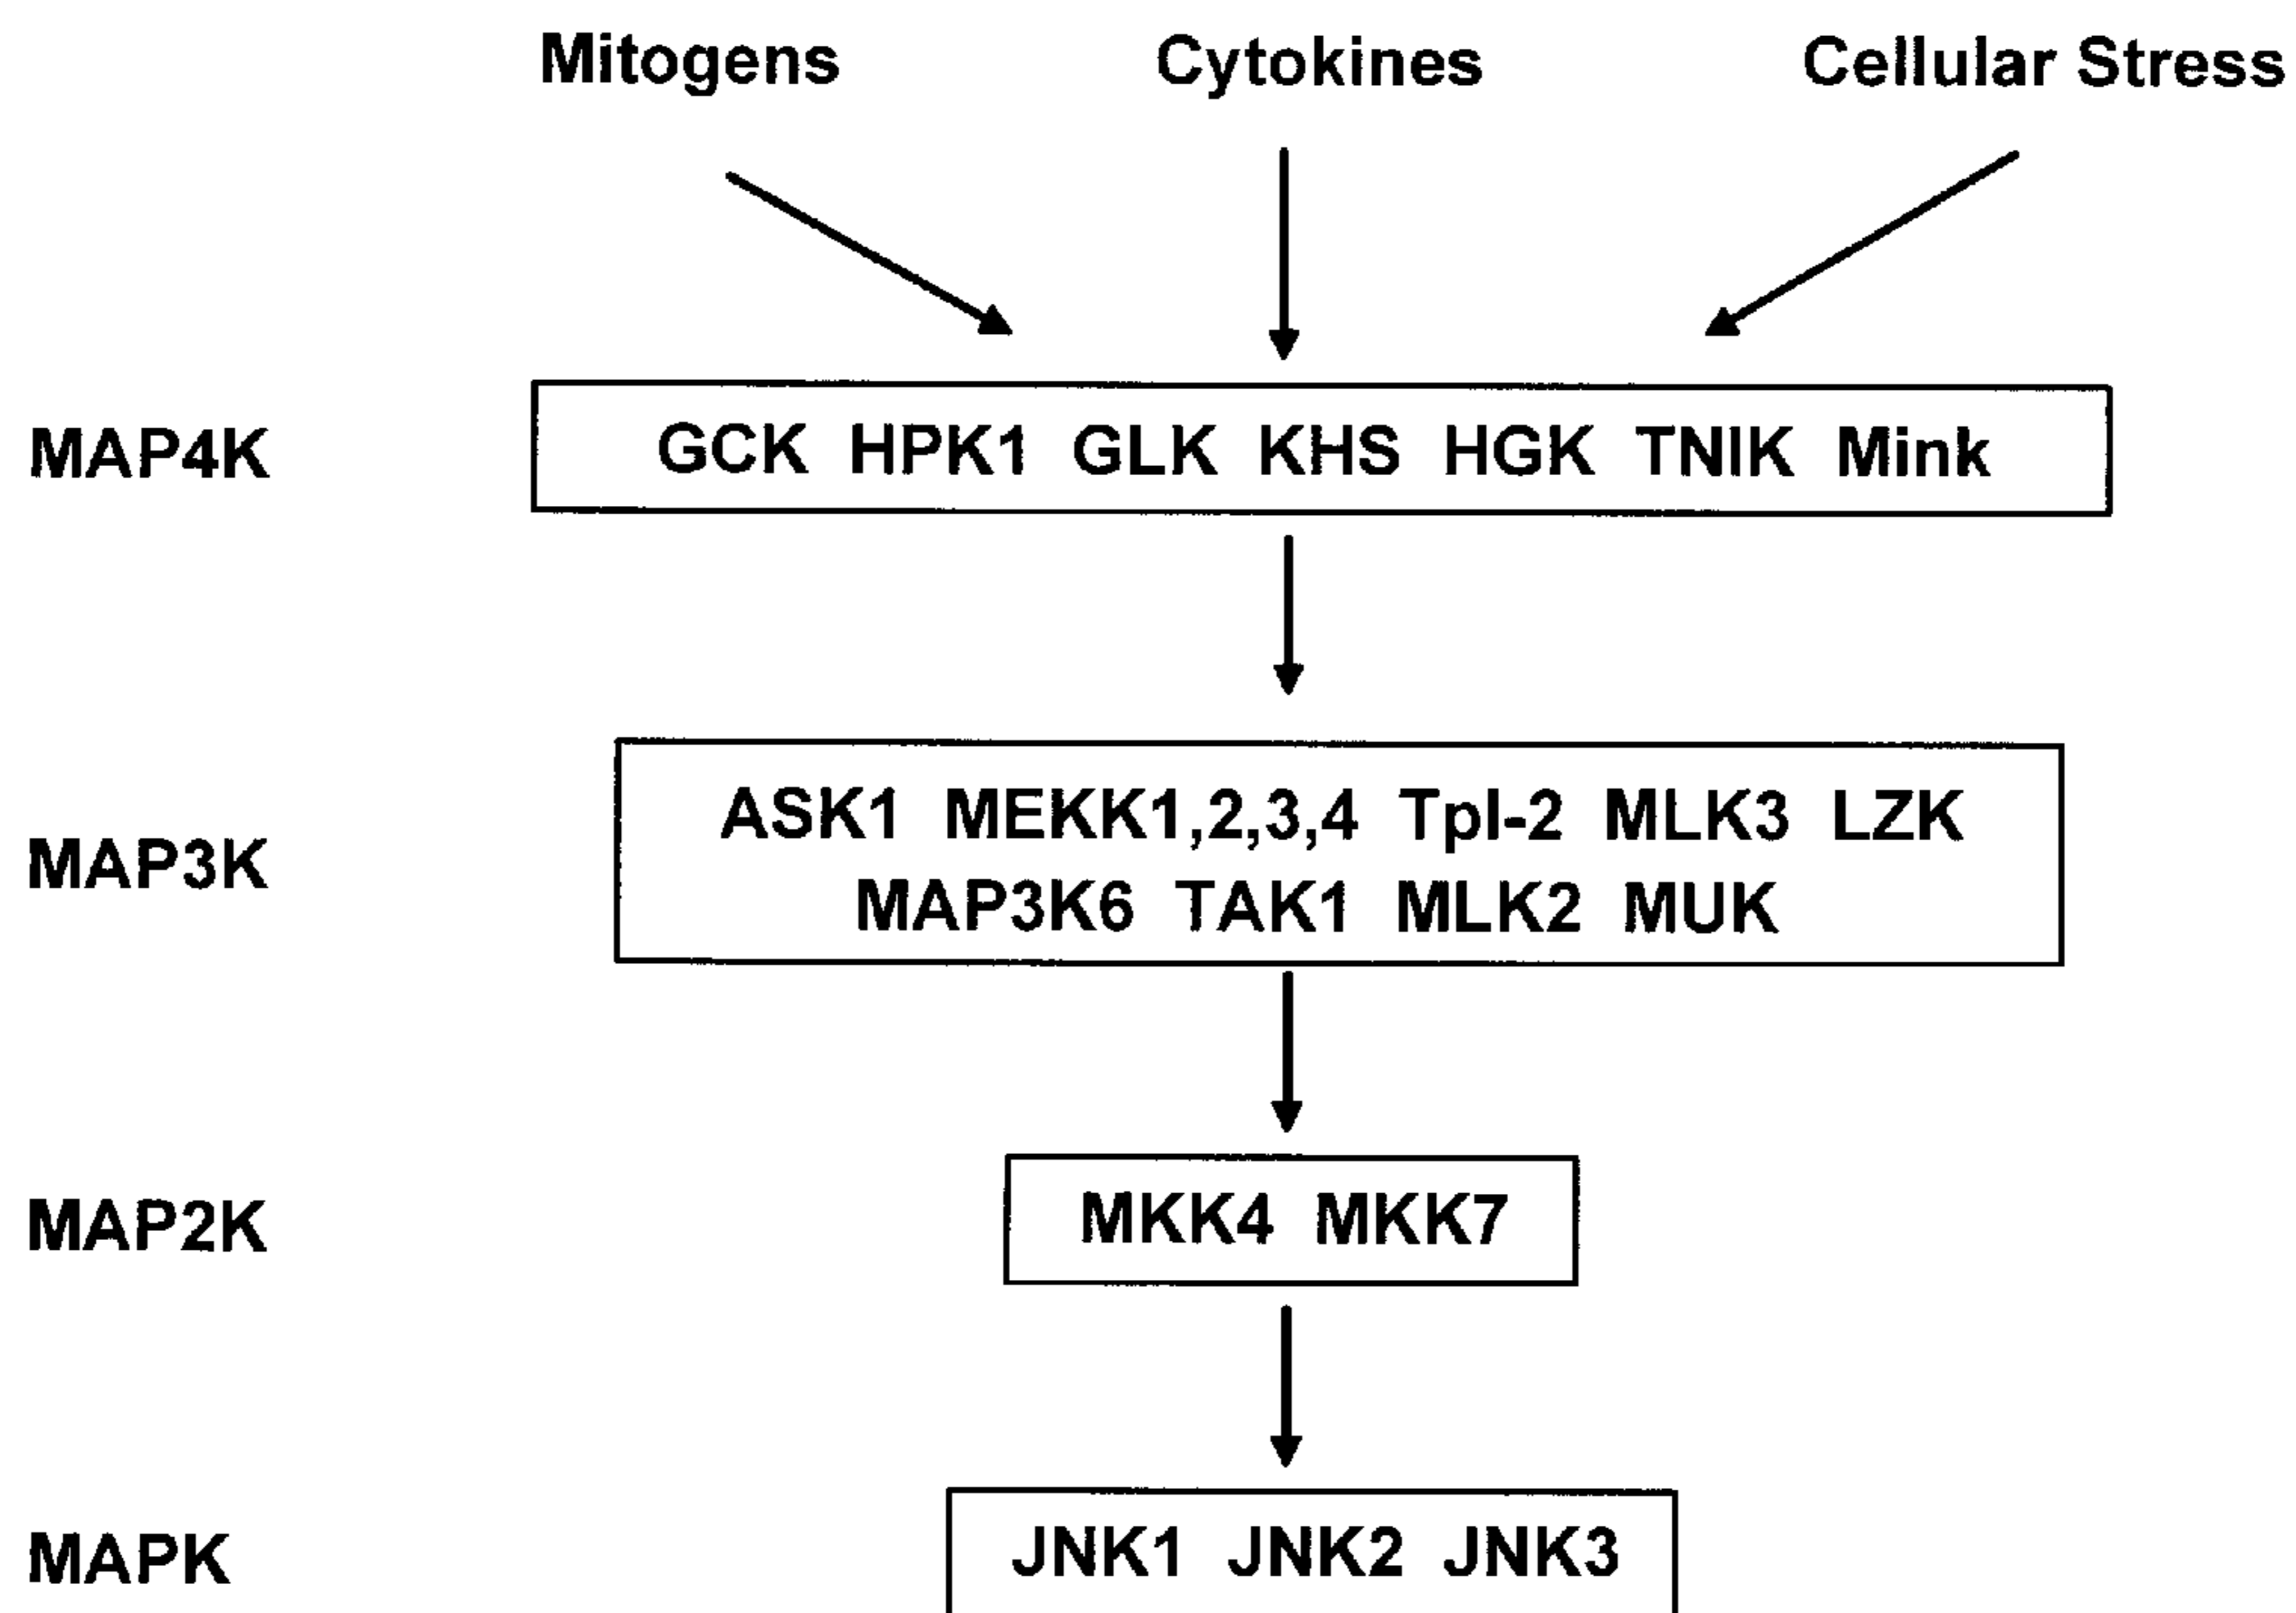 Mitogens Cytokines Cellular Stress
MAP4K GCK HPK1 GLK KHS HGK TNIK Mink
ASK1 MEKK1,2,3,4 Tpl-2 MLK3 LZK
MAP3K
MAP3K6 TAK1 MLK2 MUK
MAP2K MKK4 MKK7
MAPK JNK1 JNK2 JNK3